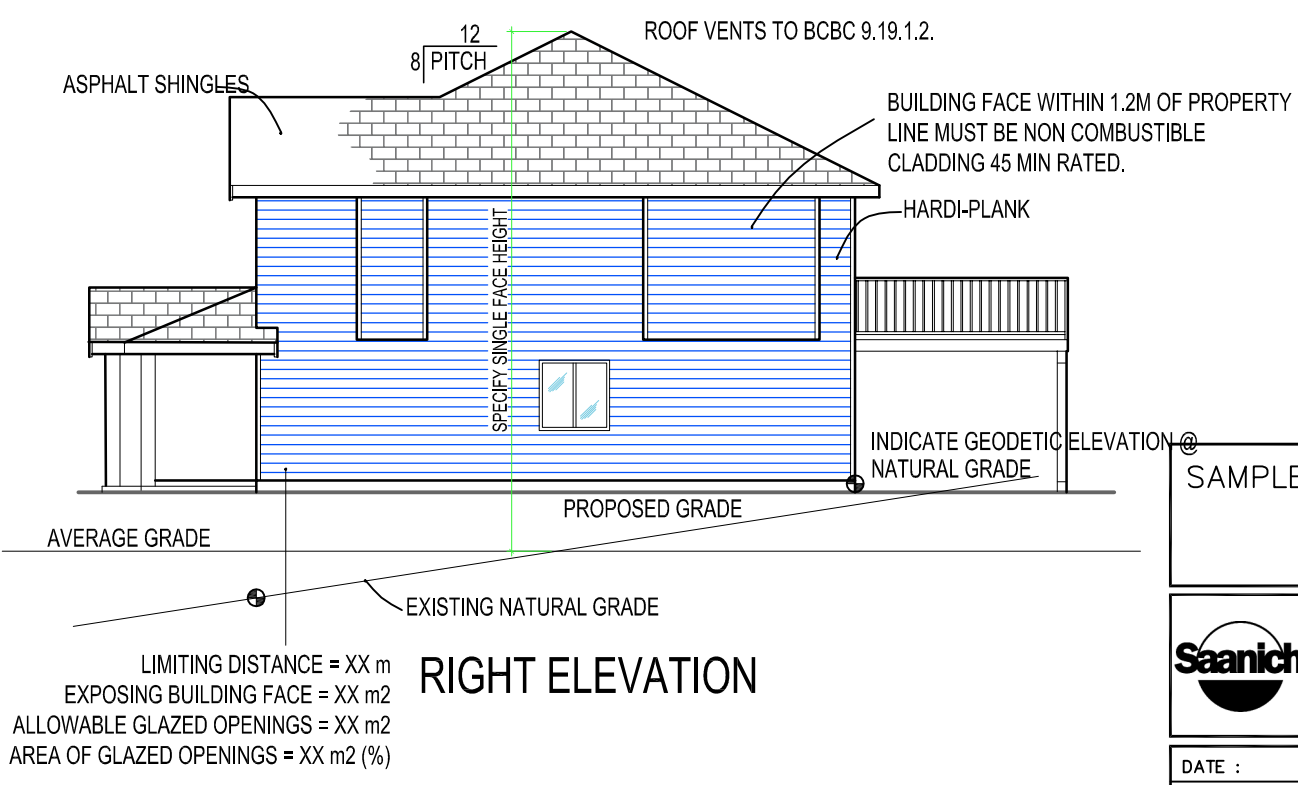 12
8 PITCH
ROOF VENTS TO BCBC 9.19.1.2.
ASPHALT SHINGLES
BUILDING FACE WITHIN 1.2M OF PROPERTY
LINE MUST BE NON COMBUSTIBLE
CLADDING 45 MIN RATED.
HARDI-PLANK
SPECIFY SINGLE FACE HEIGHT
INDICATE GEODETIC ELEVATION @
NATURAL GRADE
SAMPLE
PROPOSED GRADE
AVERAGE GRADE
EXISTING NATURAL GRADE
LIMITING DISTANCE = XX m
EXPOSING BUILDING FACE = XX m2
ALLOWABLE GLAZED OPENINGS = XX m2
AREA OF GLAZED OPENINGS = XX m2 (%)
RIGHT ELEVATION
Saanich
DATE :